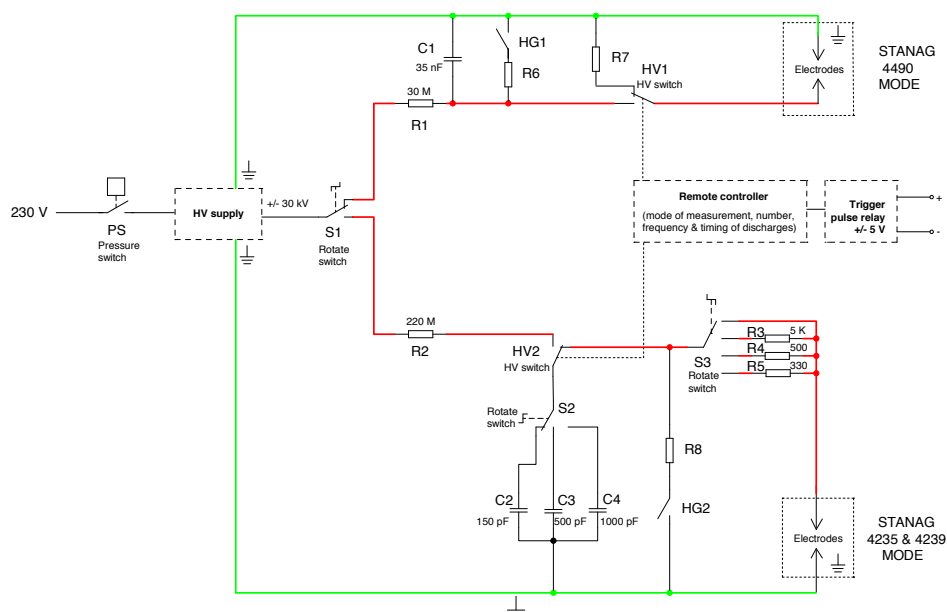 C1
35 nF
HG1
R6
R7
HV1
HV switch
Electrodes
STANAG
4490
MODE
30 M
R1
230 V
PS
Pressure
switch
HV supply
+/- 30 kV
S1
Rotate
switch
Remote controller
(mode of measurement, number,
frequency & timing of discharges)
Trigger
pulse relay
+/- 5 V
+
-
220 M
R2
HV2
HV switch
R3
5 K
R4
500
R5
330
S3
Rotate
switch
Rotate
switch
S2
R8
HG2
C2
150 pF
C3
500 pF
C4
1000 pF
Electrodes
STANAG
4235 & 4239
MODE